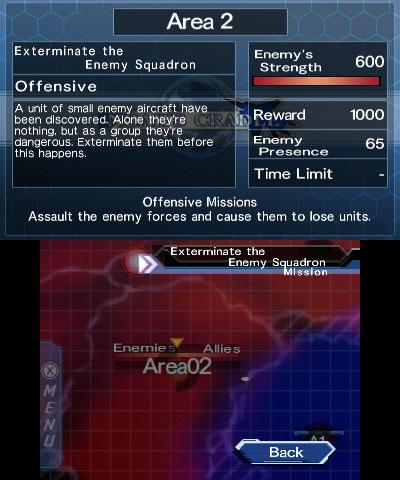 Area 2
Exterminate the
Enemy Squadron
Offensive
A unit of small enemy aircraft have
been discovered. Alone they're
nothing, but as a group they're
dangerous. Exterminate them before
this happens.
Enemy's
Strength 600
Reward 1000
Enemy
Presence 65
Time Limit -
Offensive Missions
Assault the enemy forces and cause them to lose units.
Exterminate the
Enemy Squadron
Mission
Enemies Allies
Area02
X
MENU
A1
Back